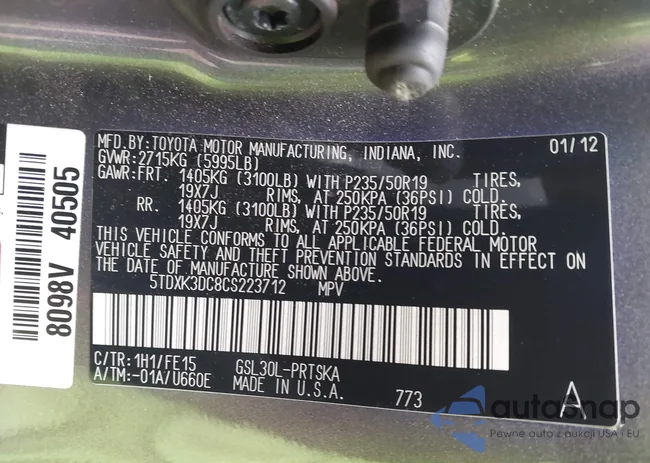 MFD.BY:TOYOTA MOTOR MANUFACTURING, INDIANA, INC. 01/12
GVWR:2715KG (5995LB)
GAWR:FRT. 1405KG (3100LB) WITH P235/50R19 TIRES,
19X7J RIMS, AT 250KPA (36PSI) COLD.
RR. 1405KG (3100LB) WITH P235/50R19 TIRES,
19X7J RIMS, AT 250KPA (36PSI) COLD.
THIS VEHICLE CONFORMS TO ALL APPLICABLE FEDERAL MOTOR
VEHICLE SAFETY AND THEFT PREVENTION STANDARDS IN EFFECT ON
THE DATE OF MANUFACTURE SHOWN ABOVE.
5TDXK3DC8CS223712 MPV
C/TR:1H1/FE15 GSL30L-PRTSKA
A/TM:-01A/U660E MADE IN U.S.A. 773 A
8098V 40505
autosnap
Pewne auto z aukcji USA i EU